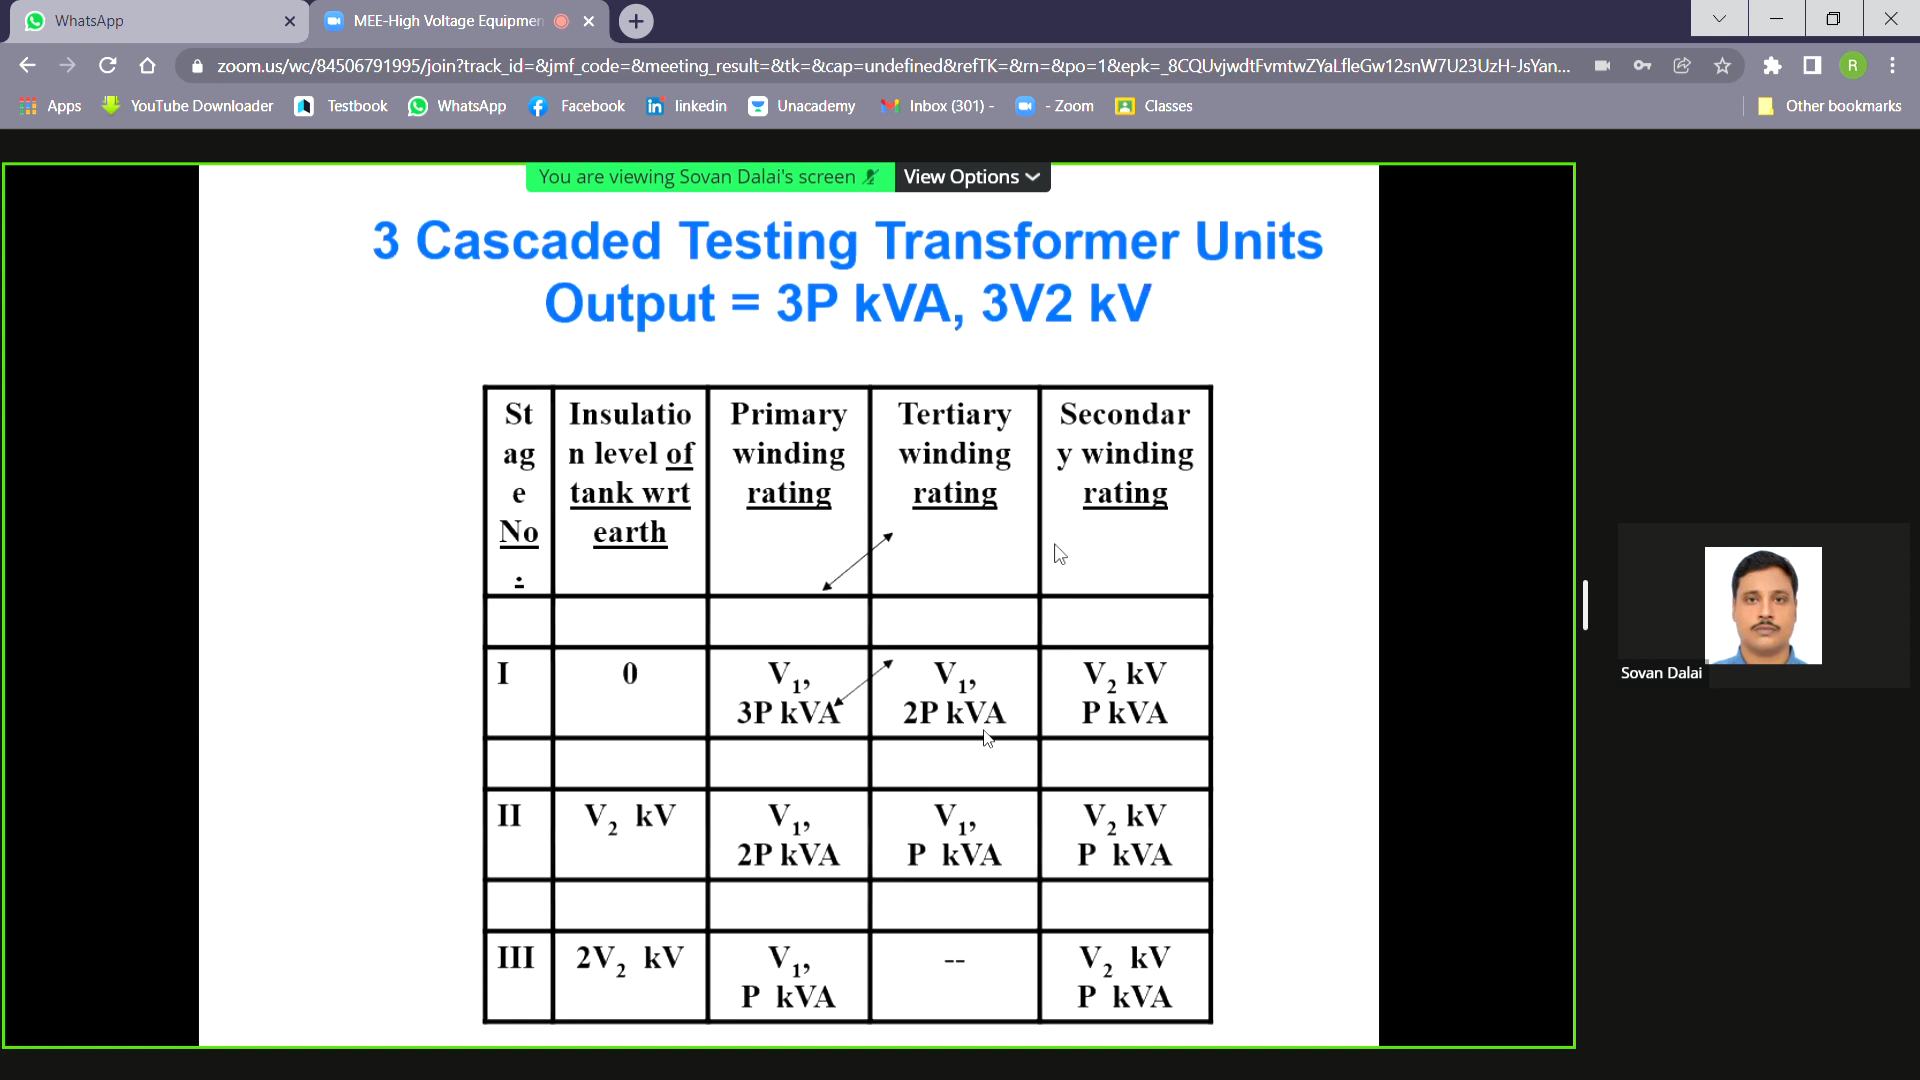 WhatsApp
MEE-High Voltage Equipmen
zoom.us/wc/84506791995/join?track_id=&jmf_code=&meeting_result=&tk=&cap=undefined&refTK=&rn=&po=1&epk=_8CQUvjwdtFvmtwZYaLfleGw12snW7U23UzH-JsYan...
R
Apps YouTube Downloader Testbook WhatsApp Facebook linkedin Unacademy Inbox (301) - - Zoom Classes Other bookmarks
You are viewing Sovan Dalai's screen View Options
3 Cascaded Testing Transformer Units
Output = 3P kVA, 3V2 kV
St Insulatio Primary Tertiary Secondar
ag n level of winding winding y winding
e tank wrt rating rating rating
No earth
.
I 0 V₁, V₁, V₂ kV
3P kVA 2P kVA P kVA
II V₂ kV V₁, V₁, V₂ kV
2P kVA P kVA P kVA
III 2V₂ kV V₁, -- V₂ kV
P kVA P kVA
Sovan Dalai